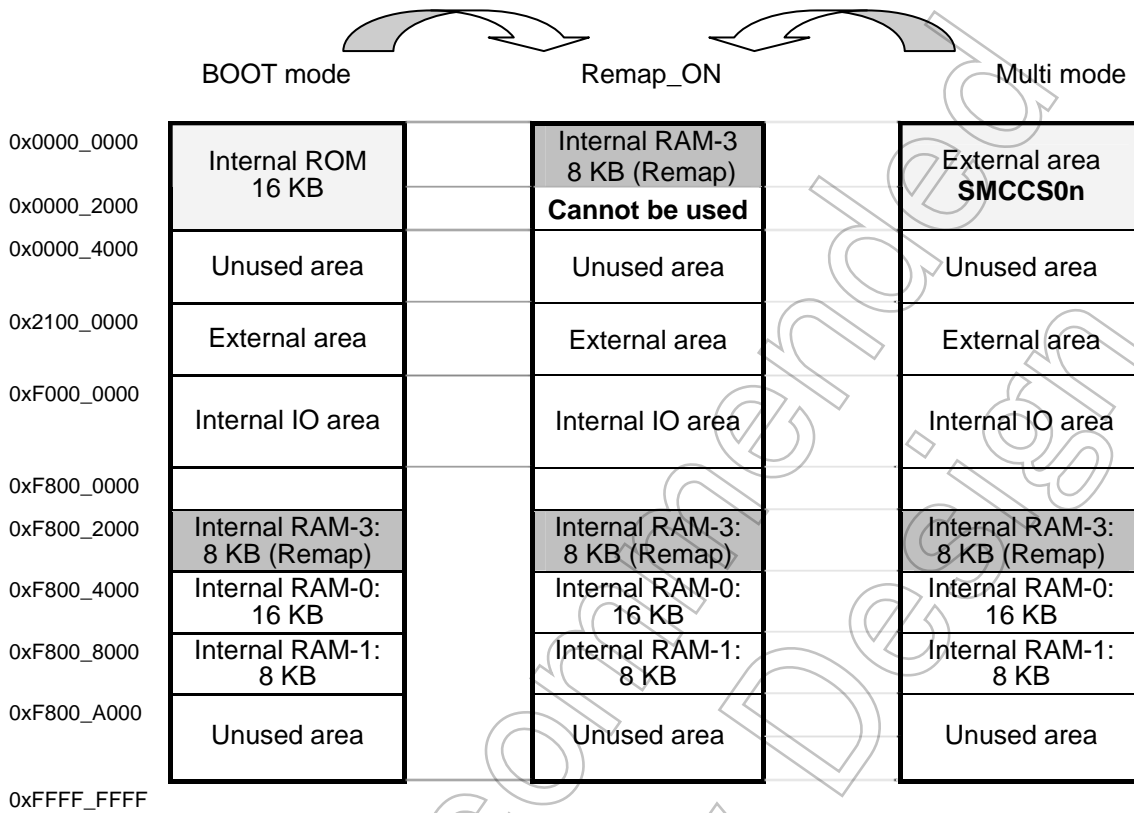 BOOT mode Remap_ON Multi mode
0x0000_0000
Internal ROM
16 KB
Internal RAM-3
8 KB (Remap)
External area
SMCCS0n
0x0000_2000
Cannot be used
0x0000_4000
Unused area Unused area Unused area
0x2100_0000
External area External area External area
0xF000_0000
Internal IO area Internal IO area Internal IO area
0xF800_0000
0xF800_2000
Internal RAM-3: Internal RAM-3: Internal RAM-3:
8 KB (Remap) 8 KB (Remap) 8 KB (Remap)
0xF800_4000
Internal RAM-0: Internal RAM-0: Internal RAM-0:
16 KB 16 KB 16 KB
0xF800_8000
Internal RAM-1: Internal RAM-1: Internal RAM-1:
8 KB 8 KB 8 KB
0xF800_A000
Unused area Unused area Unused area
0xFFFF_FFFF
ommended
Design